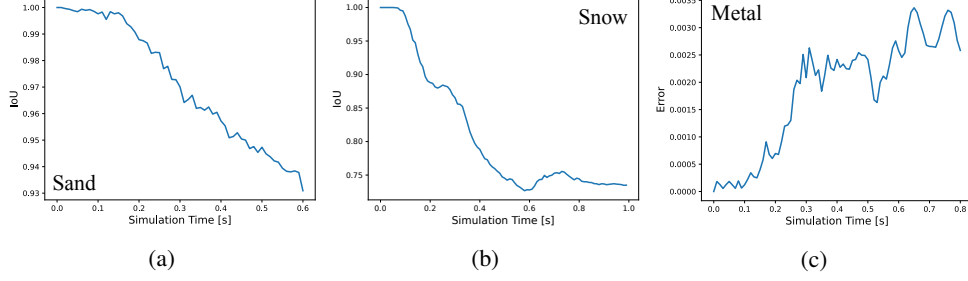 1.00
0.99
0.98
0.97
0.96
0.95
0.94
0.93
IoU
Sand
0.0 0.1 0.2 0.3 0.4 0.5 0.6
Simulation Time [s]
(a)
Snow
1.00
0.95
0.90
0.85
0.80
0.75
IoU
0.0 0.2 0.4 0.6 0.8 1.0
Simulation Time [s]
(b)
Metal
0.0035
0.0030
0.0025
0.0020
0.0015
0.0010
0.0005
0.0000
Error
0.0 0.1 0.2 0.3 0.4 0.5 0.6 0.7 0.8
Simulation Time [s]
(c)